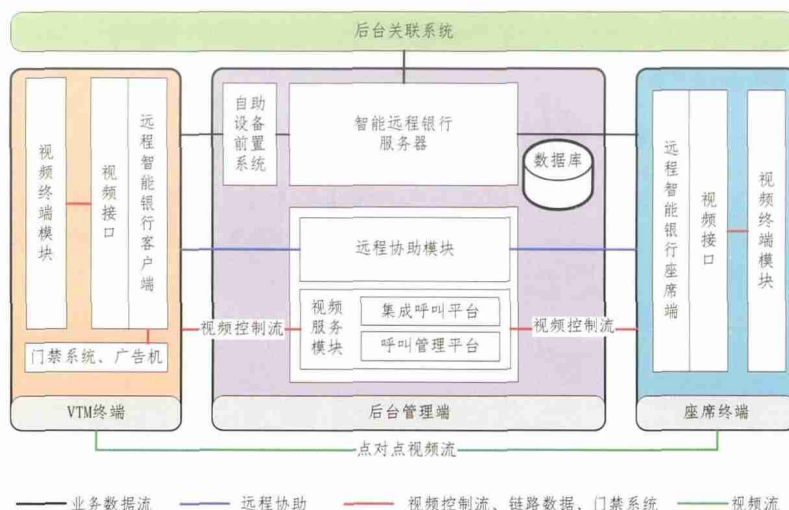 后台关联系统
视频终端模块
视频接口
远程智能银行客户端
门禁系统、广告机
VTM终端
自助
设备
前置
系统
智能远程银行
服务器
数据库
远程协助模块
视频
服务
模块
集成呼叫平台
呼叫管理平台
后台管理端
视频控制流
视频控制流
远程智能银行座席端
视频接口
视频终端模块
座席终端
点对点视频流
业务数据流
远程协助
视频控制流、链路数据、门禁系统
视频流